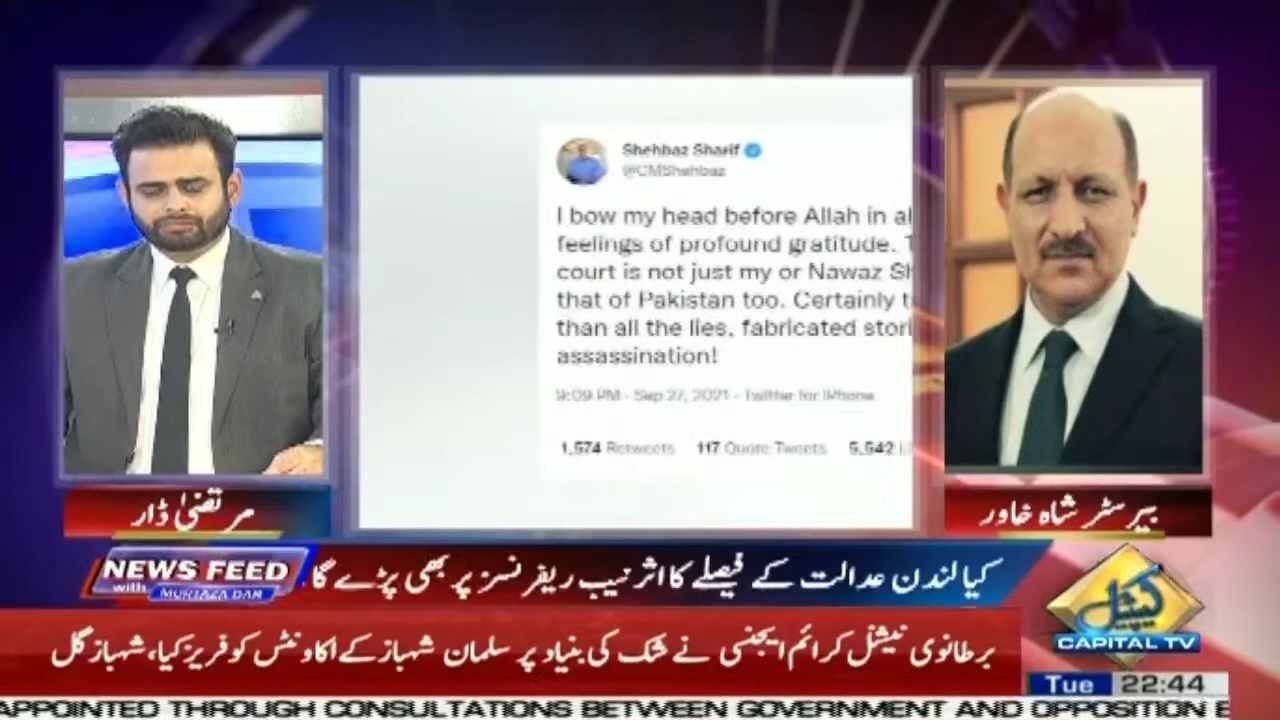 Shehbaz Sharif
@CMShehbaz
I bow my head before Allah in al
feelings of profound gratitude. T
court is not just my or Nawaz Sh
that of Pakistan too. Certainly t
than all the lies, fabricated stori
assassination!
9:09 PM · Sep 27, 2021 · Twitter for iPhone
1,574 Retweets 117 Quote Tweets 5,542 Li
مرتضیٰ ڈار
بیرسٹر شاہ خاور
NEWS FEED
with MURTAZA DAR
کیا لندن عدالت کے فیصلے کا اثر نیب ریفرنسز پر بھی پڑے گا
برطانوی نیشنل کرائم ایجنسی نے شک کی بنیاد پر سلمان شہباز کے اکاونٹس کو فریز کیا، شہباز گل
کیپیٹل
CAPITAL TV
Tue 22:44
APPOINTED THROUGH CONSULTATIONS BETWEEN GOVERNMENT AND OPPOSITION